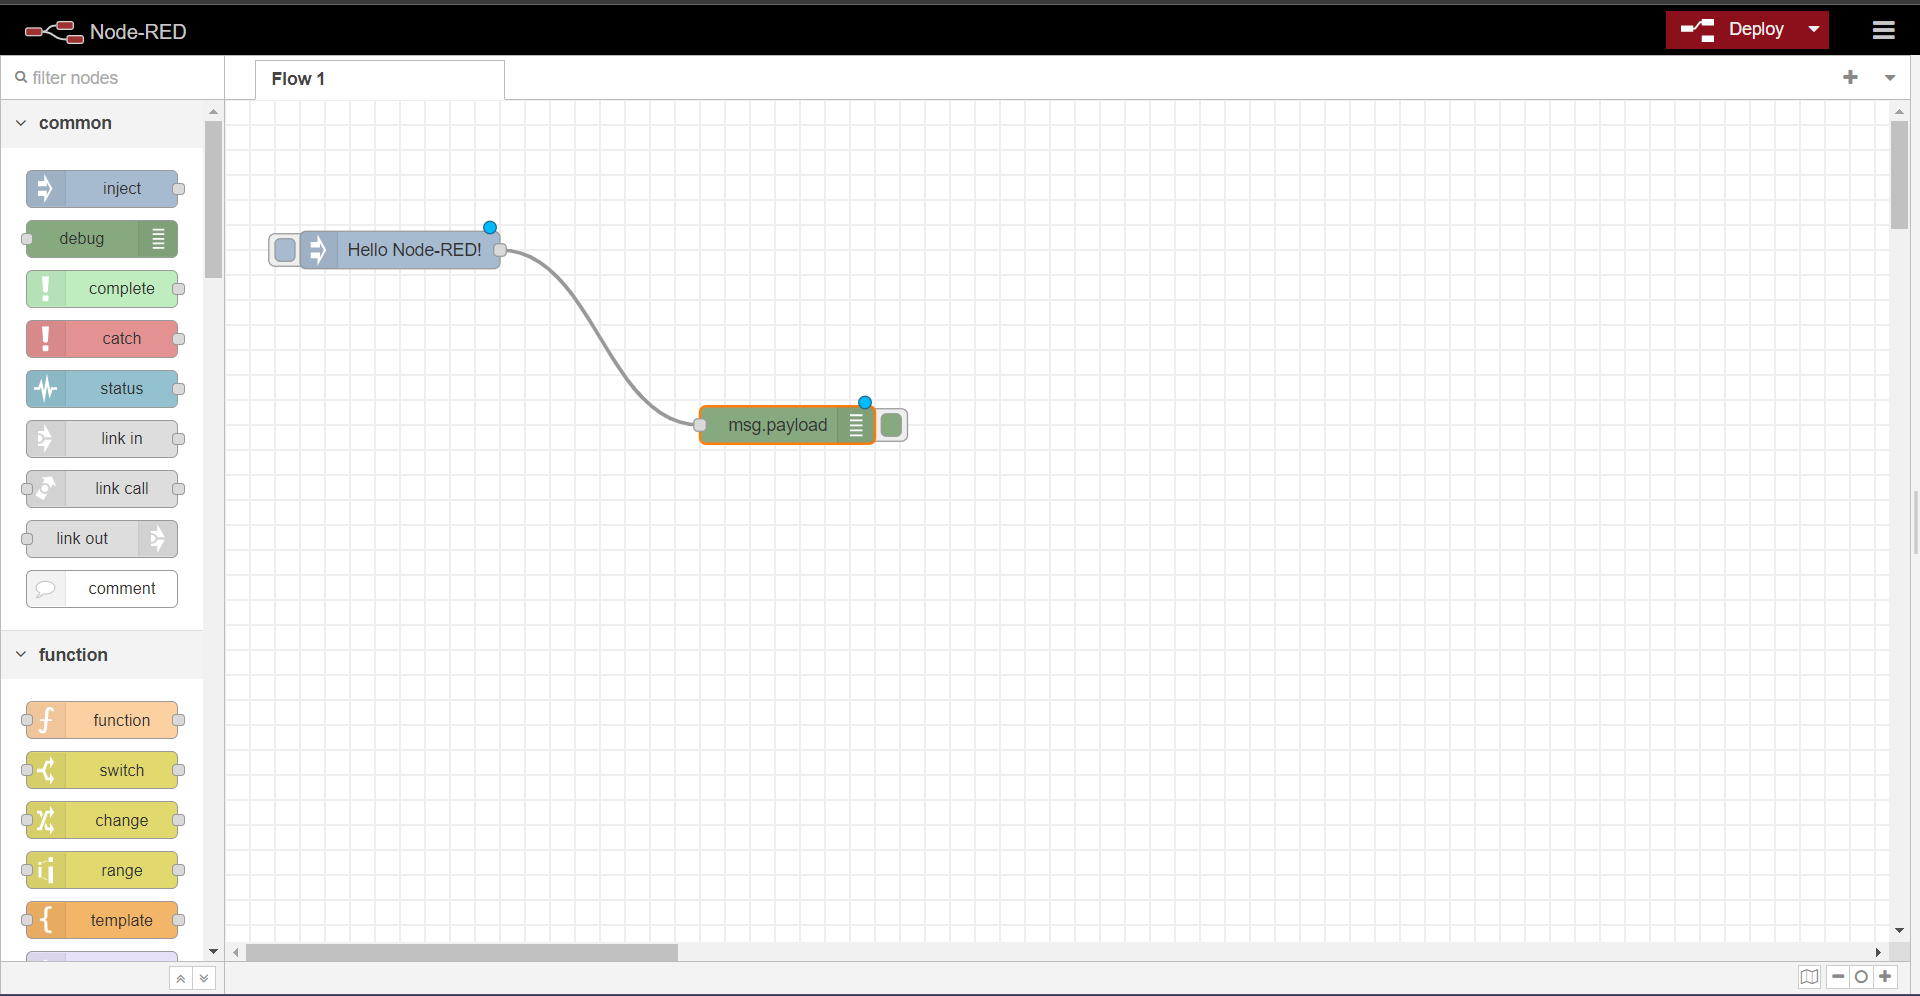 Node-RED
Deploy
filter nodes
Flow 1
common
inject
debug
complete
catch
status
link in
link call
link out
comment
function
function
switch
change
range
template
Hello Node-RED!
msg.payload